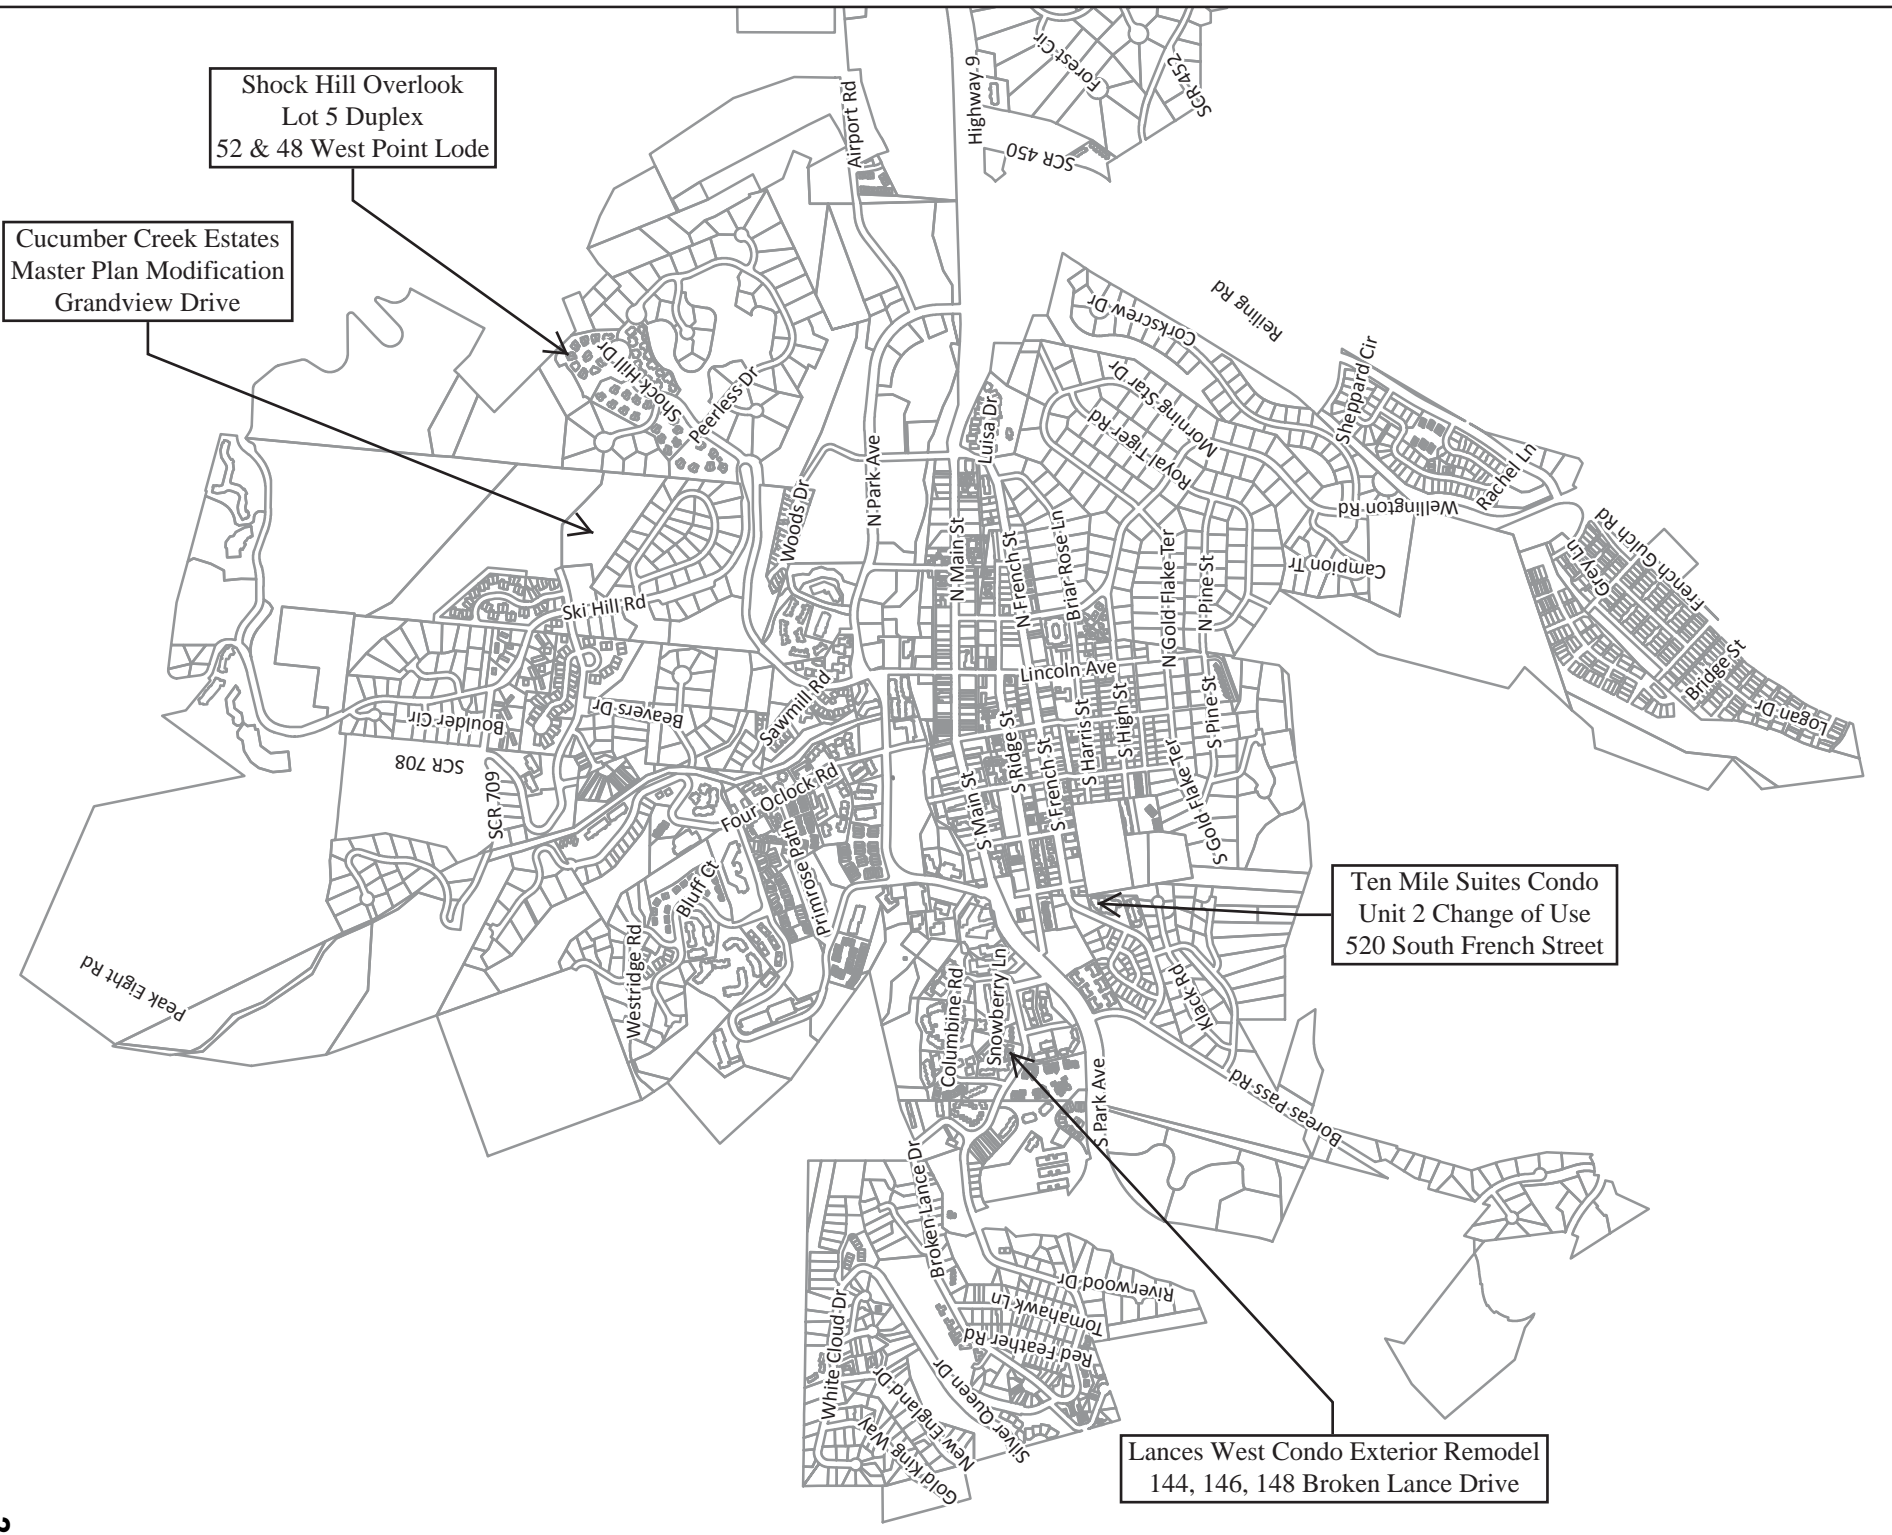 Forest Cir
SCR 452
Highway 9
SCR 450
Airport Rd
Shock Hill Overlook
Lot 5 Duplex
52 & 48 West Point Lode
Cucumber Creek Estates
Master Plan Modification
Grandview Drive
Reiling Rd
Corkscrew Dr
Shock Hill Dr
Peerless Dr
Luisa Dr
Morning Star Dr
Royal Tiger Rd
Sheppard Cir
Rachel Ln
Wellington Rd
N Park Ave
Woods Dr
N Main St
N French St
Briar Rose Ln
N Gold Flake Ter
N Pine St
Campion Tr
Grey Ln
French Gulch Rd
Bridge St
Logan Dr
Ski Hill Rd
Lincoln Ave
Boulder Cir
Beavers Dr
Sawmill Rd
SCR 708
SCR 709
Four Oclock Rd
Primrose Path
Bluff Ct
Westridge Rd
Peak Eight Rd
S Main St
S Ridge St
S French St
S Harris St
S High St
S Gold Flake Ter
S Pine St
Ten Mile Suites Condo
Unit 2 Change of Use
520 South French Street
Columbine Rd
Snowberry Ln
Klack Rd
S Park Ave
Boreas Pass Rd
Broken Lance Dr
Riverwood Dr
Tomahawk Ln
Red Feather Rd
White Cloud Dr
Silver Queen Dr
New England Dr
Gold King Way
Lances West Condo Exterior Remodel
144, 146, 148 Broken Lance Drive